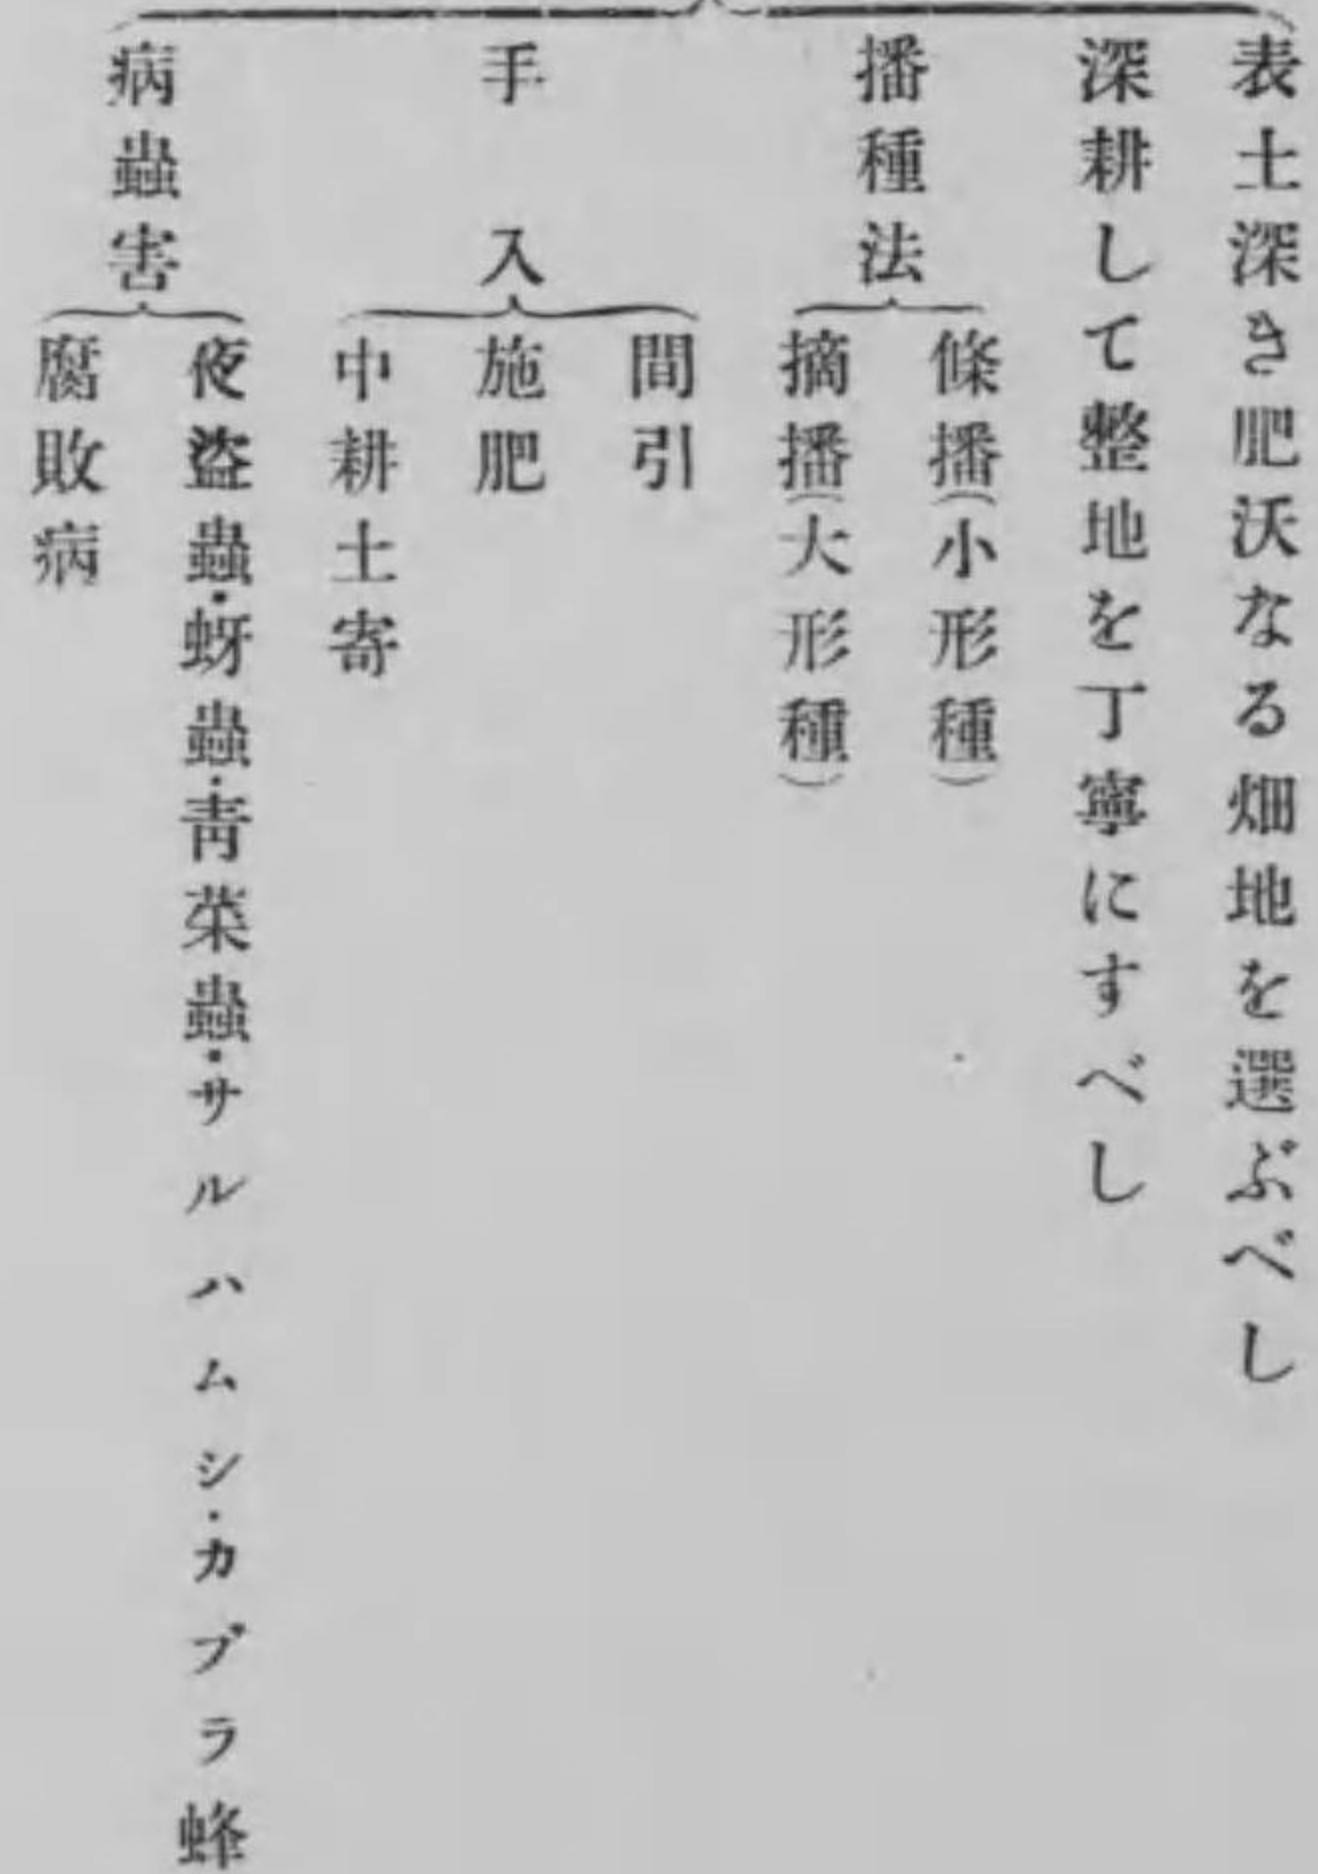 表土深き肥沃なる畑地を選ぶべし
深耕して整地を丁寧にすべし
播種法
條播(小形種)
摘播(大形種)
手入
間引
施肥
中耕土寄
病蟲害
夜盜蟲・蚜蟲・靑菜蟲・サルハムシ・カブラ蜂
腐敗病